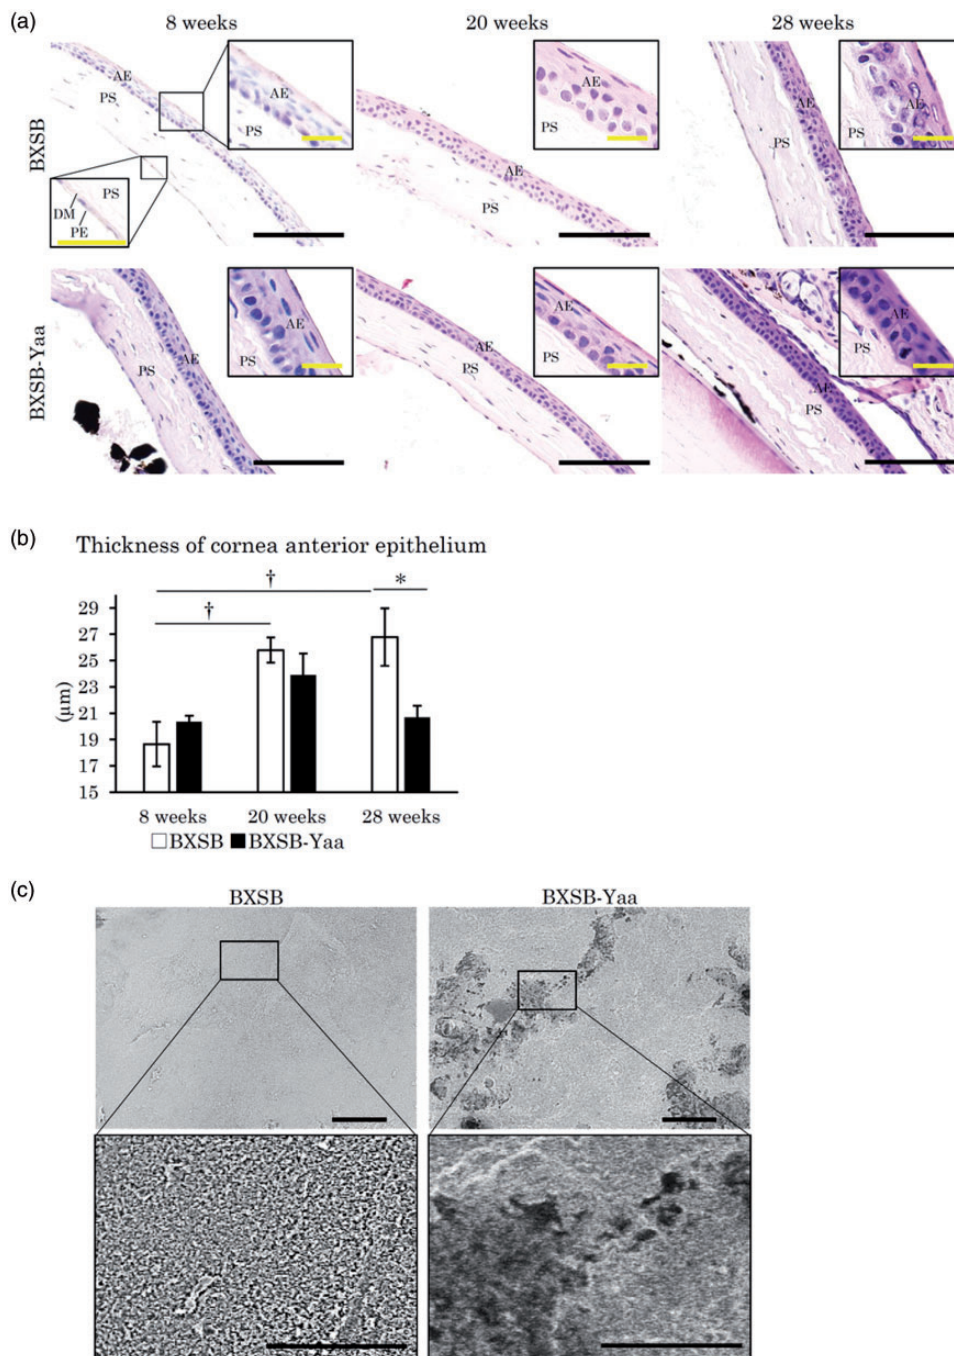 (a)
8 weeks
20 weeks
28 weeks
BXSB
AE
PS
AE
PS
PS
DM
PE
AE
PS
AE
PS
PS
AE
AE
BXSB-Yaa
PS
AE
AE
PS
AE
PS
AE
PS
AE
PS
AE
PS
(b)
Thickness of cornea anterior epithelium
†
*
†
(μm)
29
27
25
23
21
19
17
15
8 weeks
20 weeks
28 weeks
BXSB
BXSB-Yaa
(c)
BXSB
BXSB-Yaa